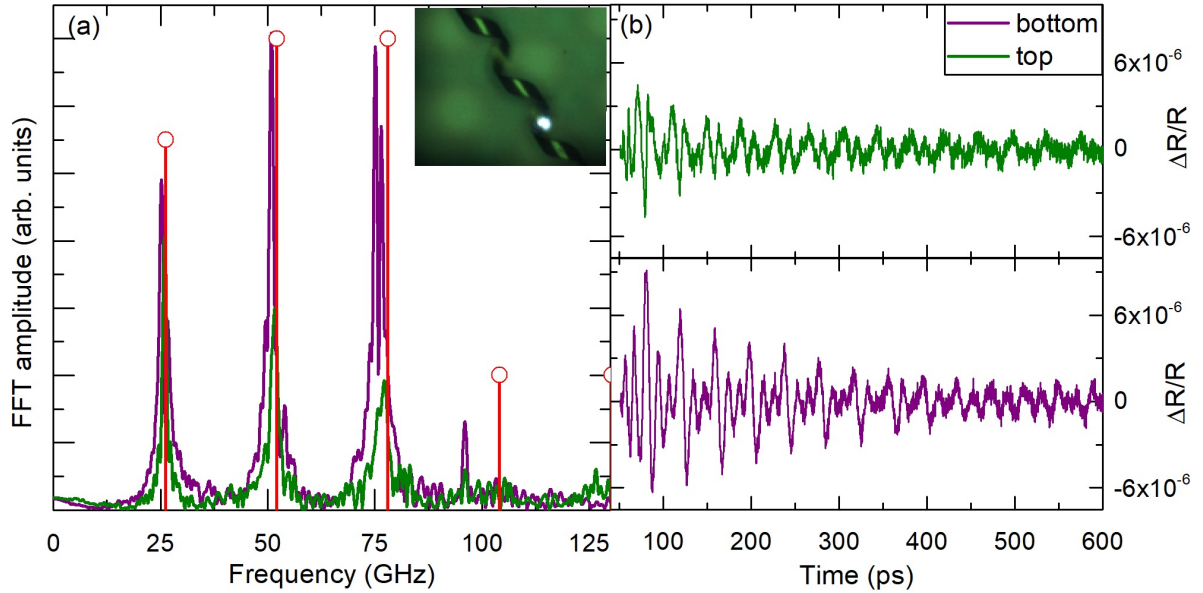 (a)
FFT amplitude (arb. units)
0 25 50 75 100 125
Frequency (GHz)
(b)
bottom
top
6x10⁻⁶
0
-6x10⁻⁶
ΔR/R
6x10⁻⁶
0
-6x10⁻⁶
ΔR/R
100 200 300 400 500 600
Time (ps)